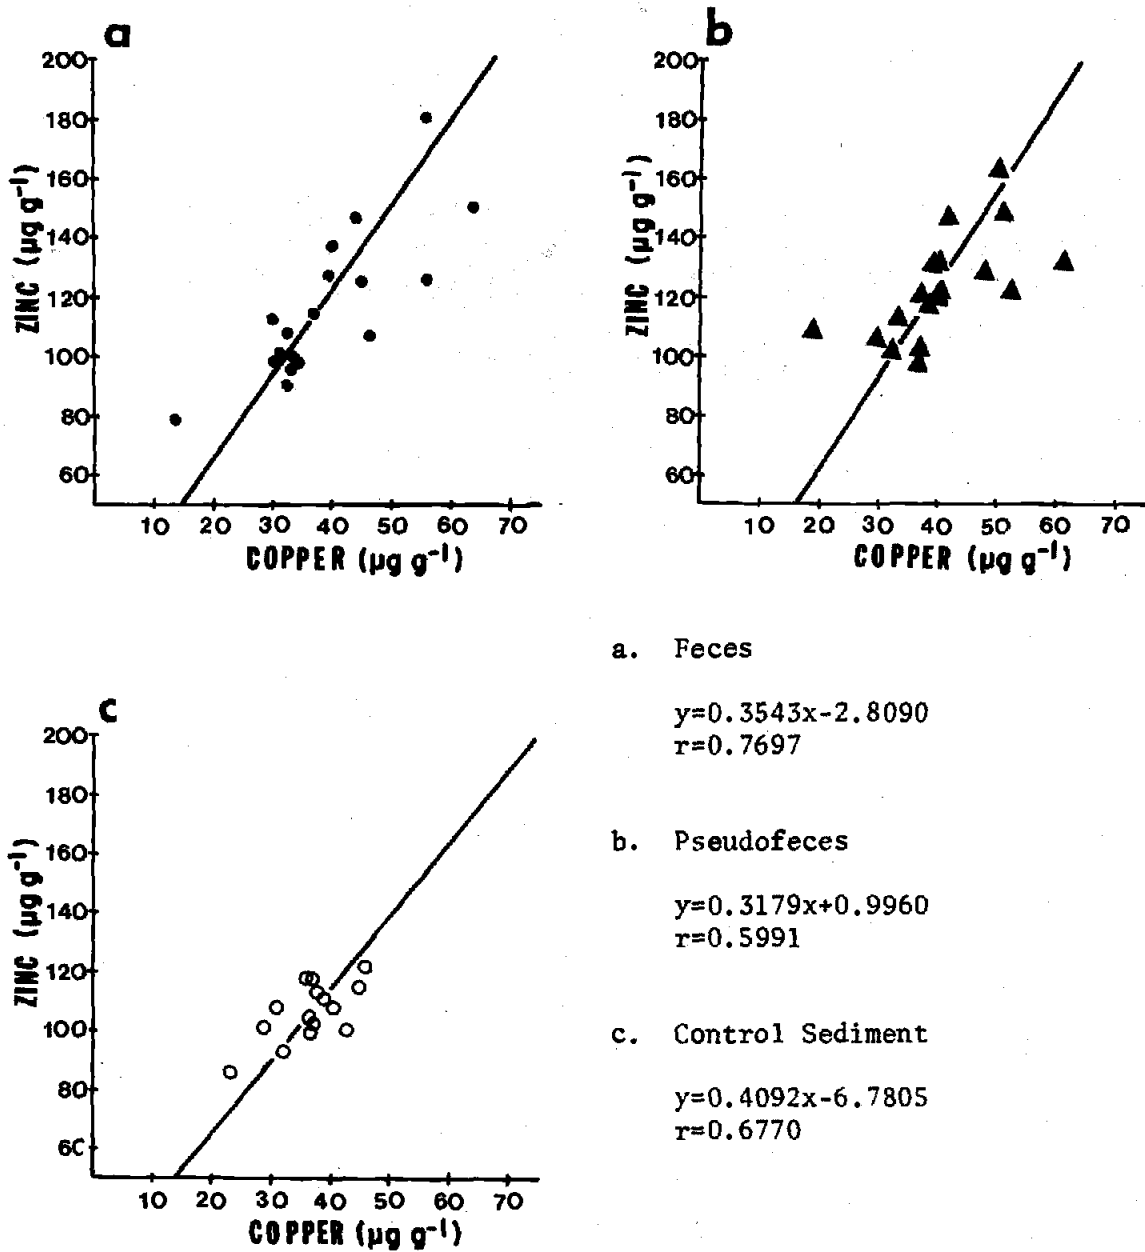 a
200
180
160
140
120
100
80
60
ZINC (µg g⁻¹)
10 20 30 40 50 60 70
COPPER (µg g⁻¹)
b
200
180
160
140
120
100
80
60
ZINC (µg g⁻¹)
10 20 30 40 50 60 70
COPPER (µg g⁻¹)
c
200
180
160
140
120
100
80
60
ZINC (µg g⁻¹)
10 20 30 40 50 60 70
COPPER (µg g⁻¹)
a. Feces
y=0.3543x-2.8090
r=0.7697
b. Pseudofeces
y=0.3179x+0.9960
r=0.5991
c. Control Sediment
y=0.4092x-6.7805
r=0.6770